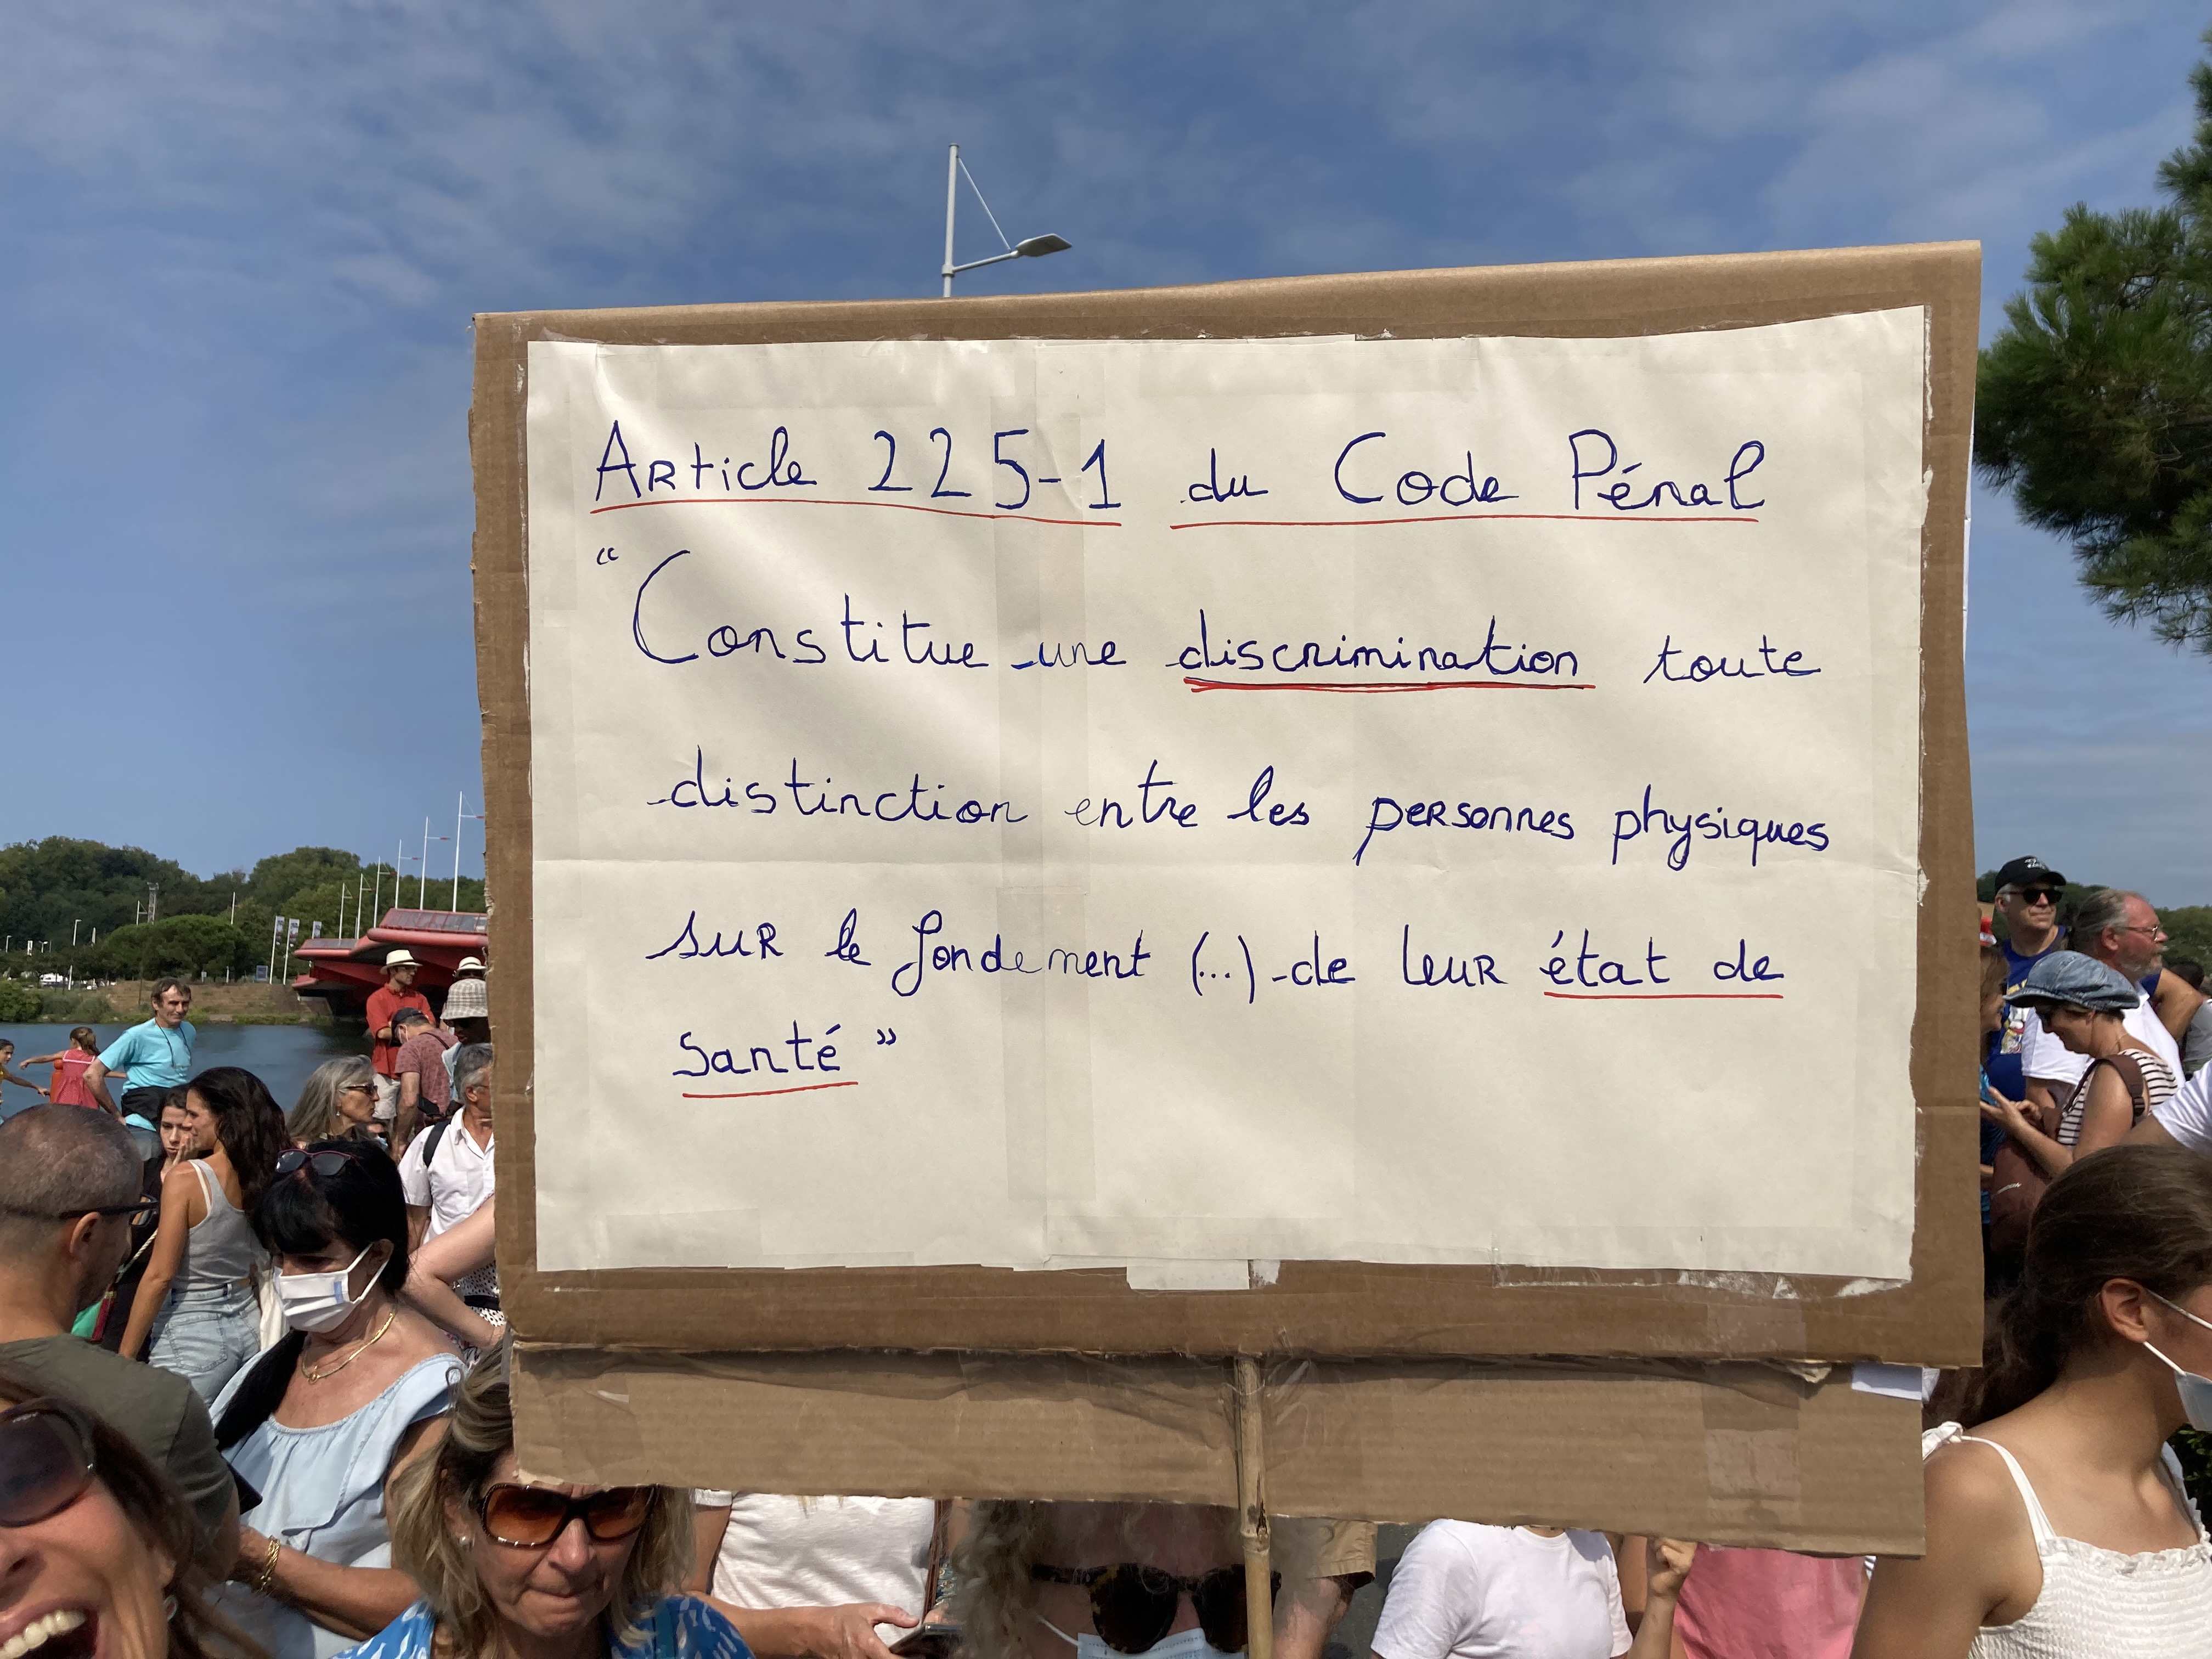 Article 225-1 du Code Pénal
"Constitue une discrimination toute
distinction entre les personnes physiques
sur le fondement (...) de leur état de
santé"